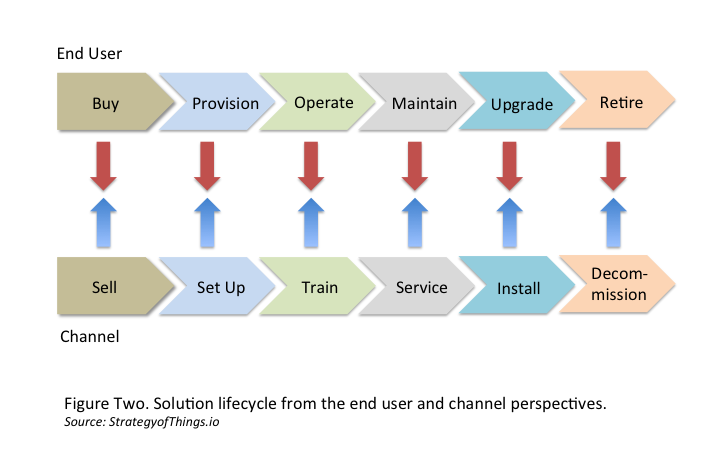 End User
Buy
Provision
Operate
Maintain
Upgrade
Retire
Sell
Set Up
Train
Service
Install
Decom-
mission
Channel
Figure Two. Solution lifecycle from the end user and channel perspectives.
Source: StrategyofThings.io